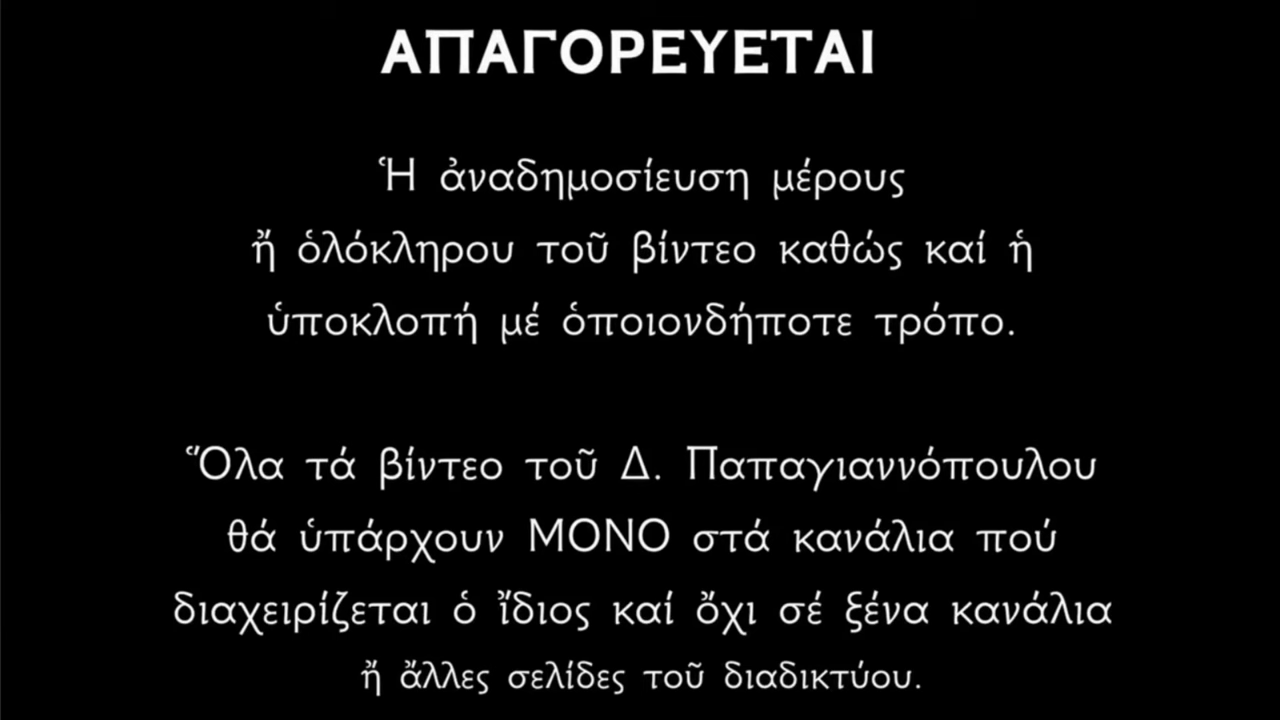 ΑΠΑΓΟΡΕΥΕΤΑΙ
Ἡ ἀναδημοσίευση μέρους
ἤ ὁλόκληρου τοῦ βίντεο καθώς καί ἡ
ὑποκλοπή μέ ὁποιονδήποτε τρόπο.
Ὅλα τά βίντεο τοῦ Δ. Παπαγιαννόπουλου
θά ὑπάρχουν ΜΟΝΟ στά κανάλια πού
διαχειρίζεται ὁ ἴδιος καί ὄχι σέ ξένα κανάλια
ἤ ἄλλες σελίδες τοῦ διαδικτύου.